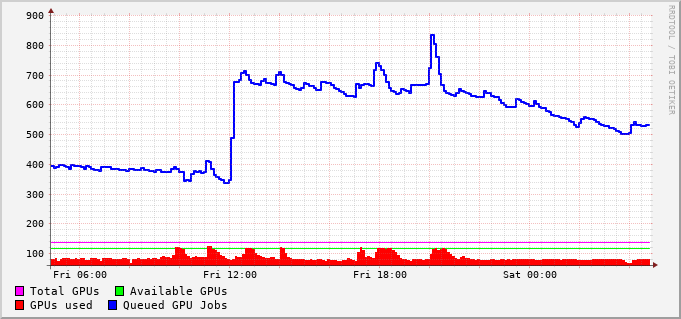 900
800
700
600
500
400
300
200
100
Fri 06:00 Fri 12:00 Fri 18:00 Sat 00:00
Total GPUs Available GPUs
GPUs used Queued GPU Jobs
RRDTOOL / TOBI OETIKER